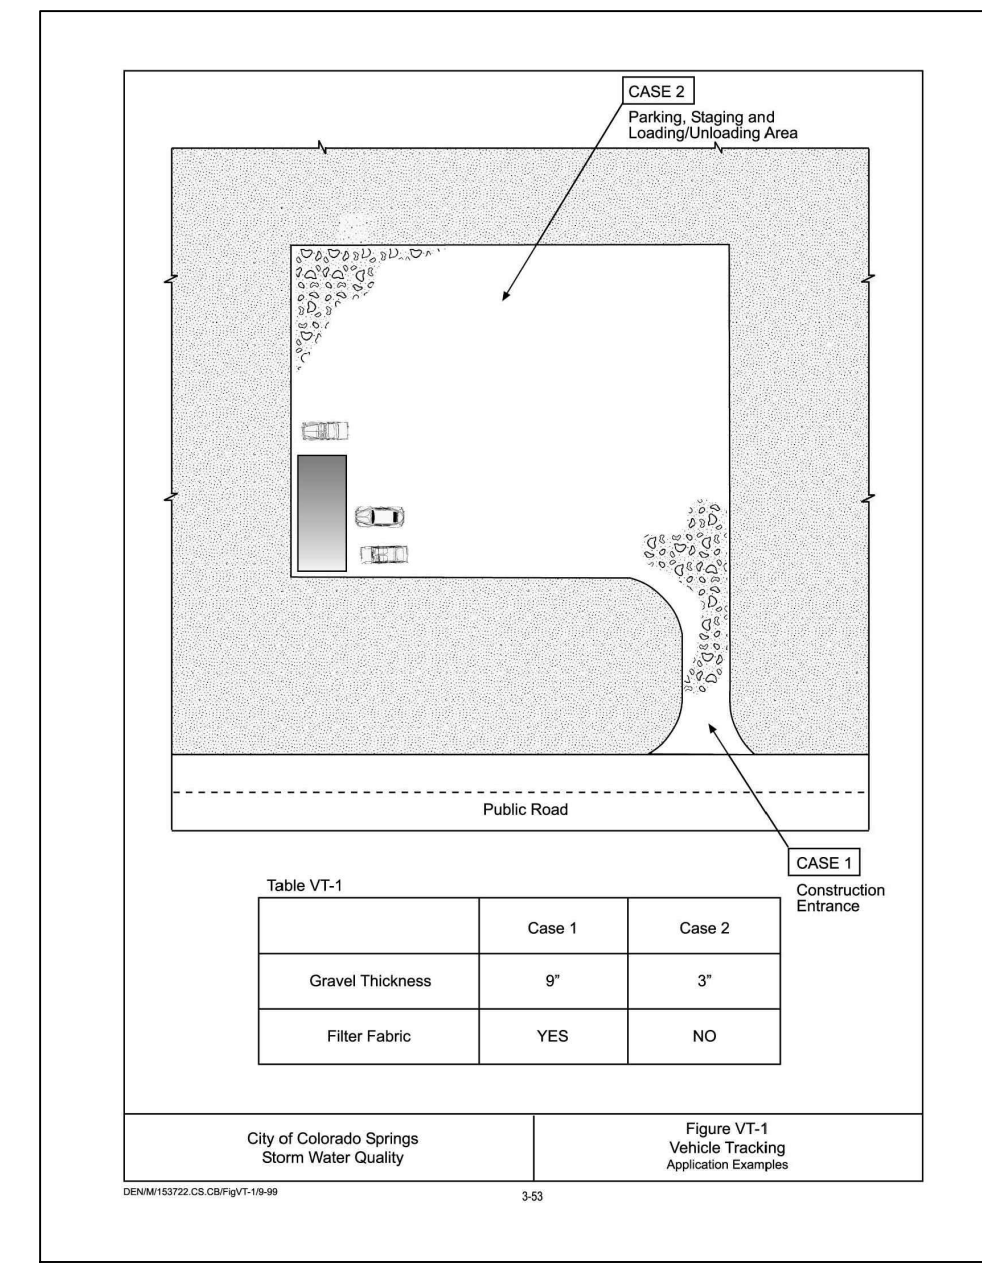 CASE 2
Parking, Staging and
Loading/Unloading Area
Public Road
CASE 1
Construction
Entrance
Table VT-1
Case 1 Case 2
Gravel Thickness 9” 3”
Filter Fabric YES NO
City of Colorado Springs
Storm Water Quality
Figure VT-1
Vehicle Tracking
Application Examples
DEN/M/153722.CS.CB/FigVT-1/9-99
3-53